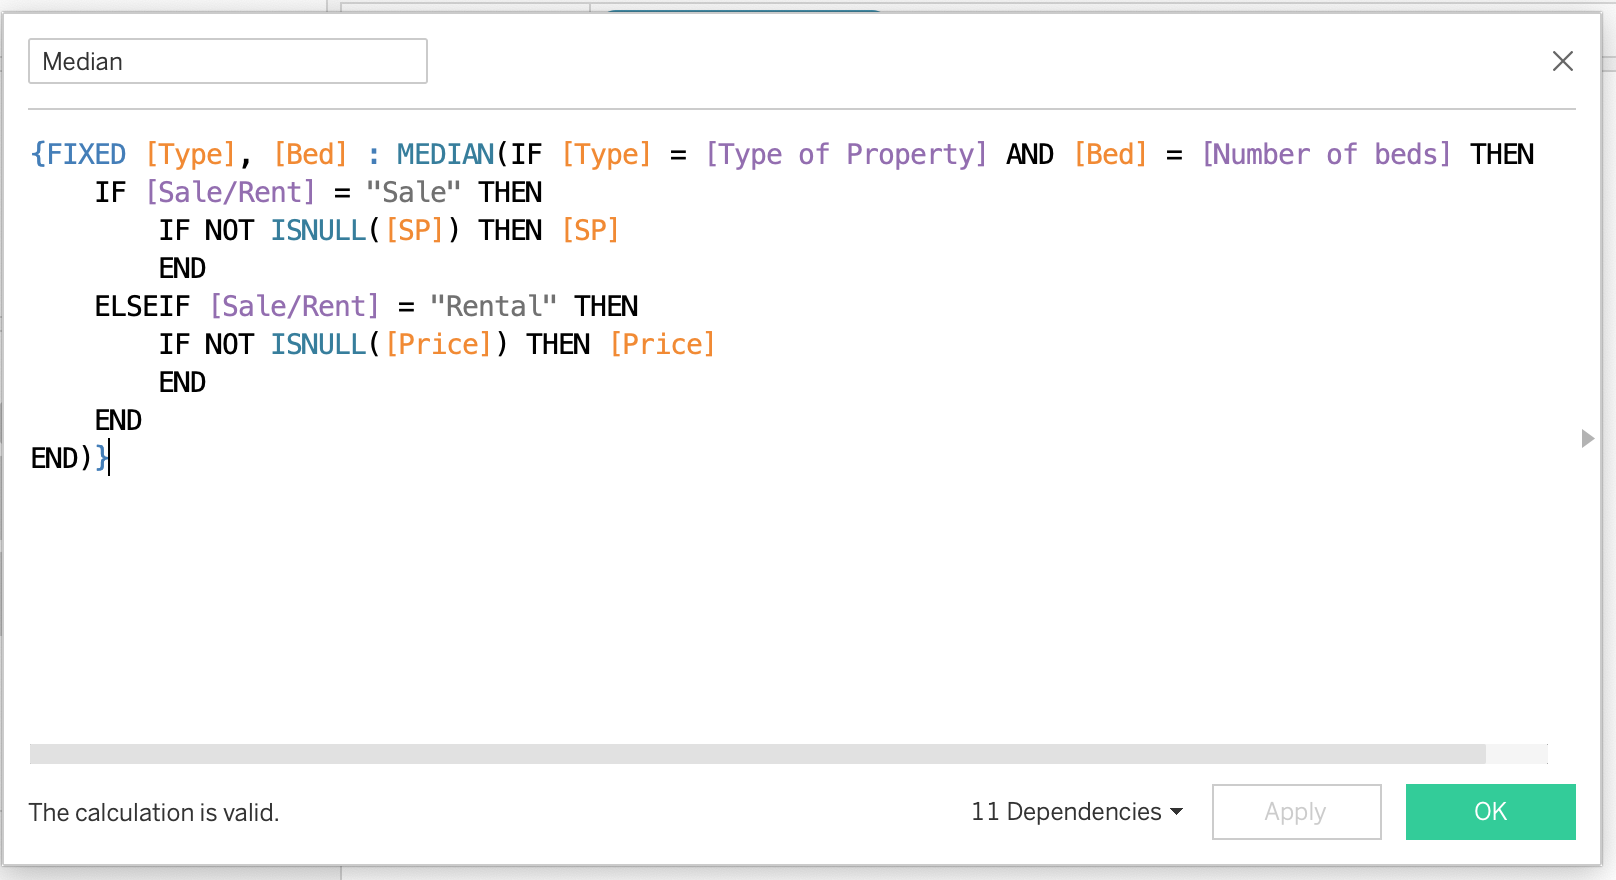 Median
{FIXED [Type], [Bed] : MEDIAN(IF [Type] = [Type of Property] AND [Bed] = [Number of beds] THEN
IF [Sale/Rent] = "Sale" THEN
IF NOT ISNULL([SP]) THEN [SP]
END
ELSEIF [Sale/Rent] = "Rental" THEN
IF NOT ISNULL([Price]) THEN [Price]
END
END
END)}
The calculation is valid.
11 Dependencies
Apply
OK